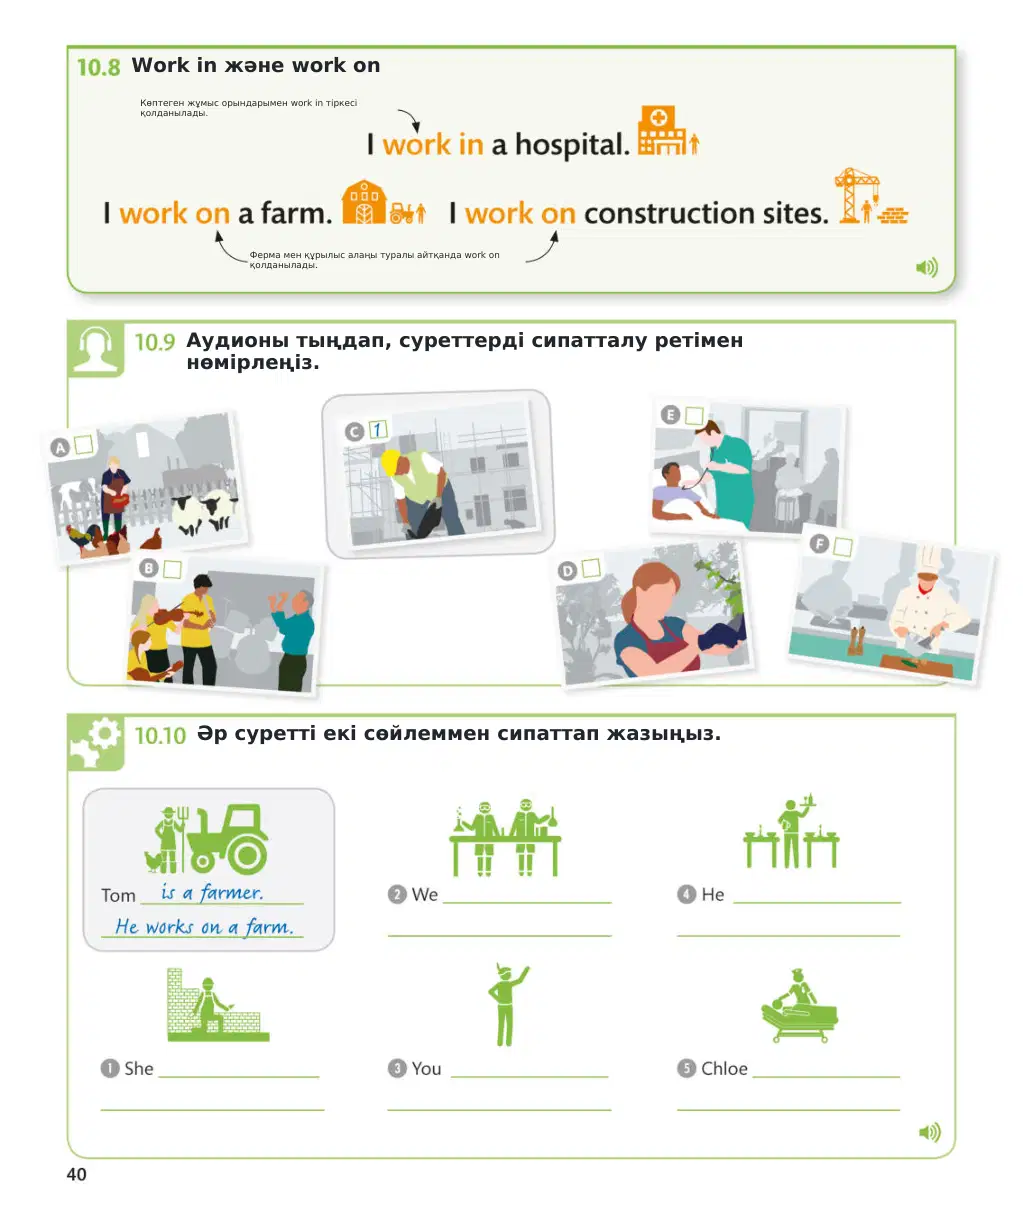 10.8 Work in және work on
Көптеген жұмыс орындарымен work in тіркесі
қолданылады.
I work in a hospital.
I work on a farm.
I work on construction sites.
Ферма мен құрылыс алаңы туралы айтқанда work on
қолданылады.
10.9 Аудионы тыңдап, суреттерді сипатталу ретімен
нөмірлеңіз.
A
C 1
E
B
D
F
10.10 Әр суретті екі сөйлеммен сипаттап жазыңыз.
Tom is a farmer.
He works on a farm.
2 We
4 He
1 She
3 You
5 Chloe
40